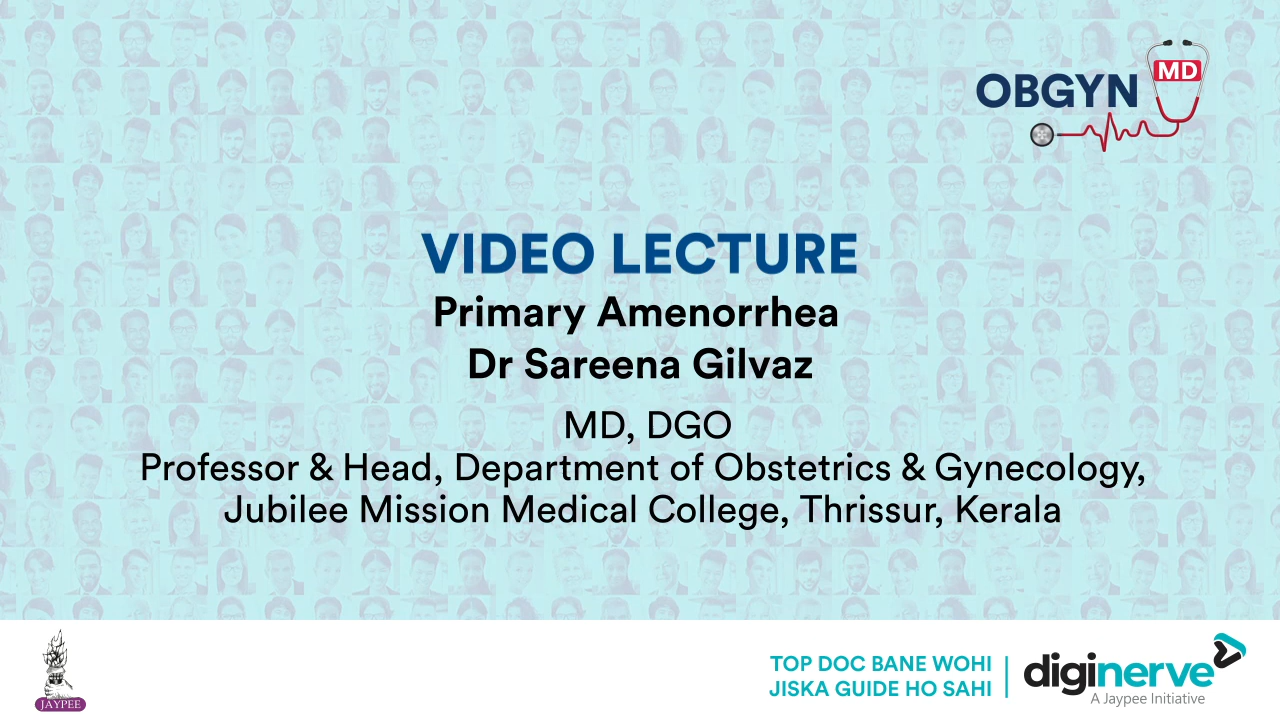 OBGYN MD
VIDEO LECTURE
Primary Amenorrhea
Dr Sareena Gilvaz
MD, DGO
Professor & Head, Department of Obstetrics & Gynecology,
Jubilee Mission Medical College, Thrissur, Kerala
JAYPEE
TOP DOC BANE WOHI
JISKA GUIDE HO SAHI
diginerve
A Jaypee Initiative